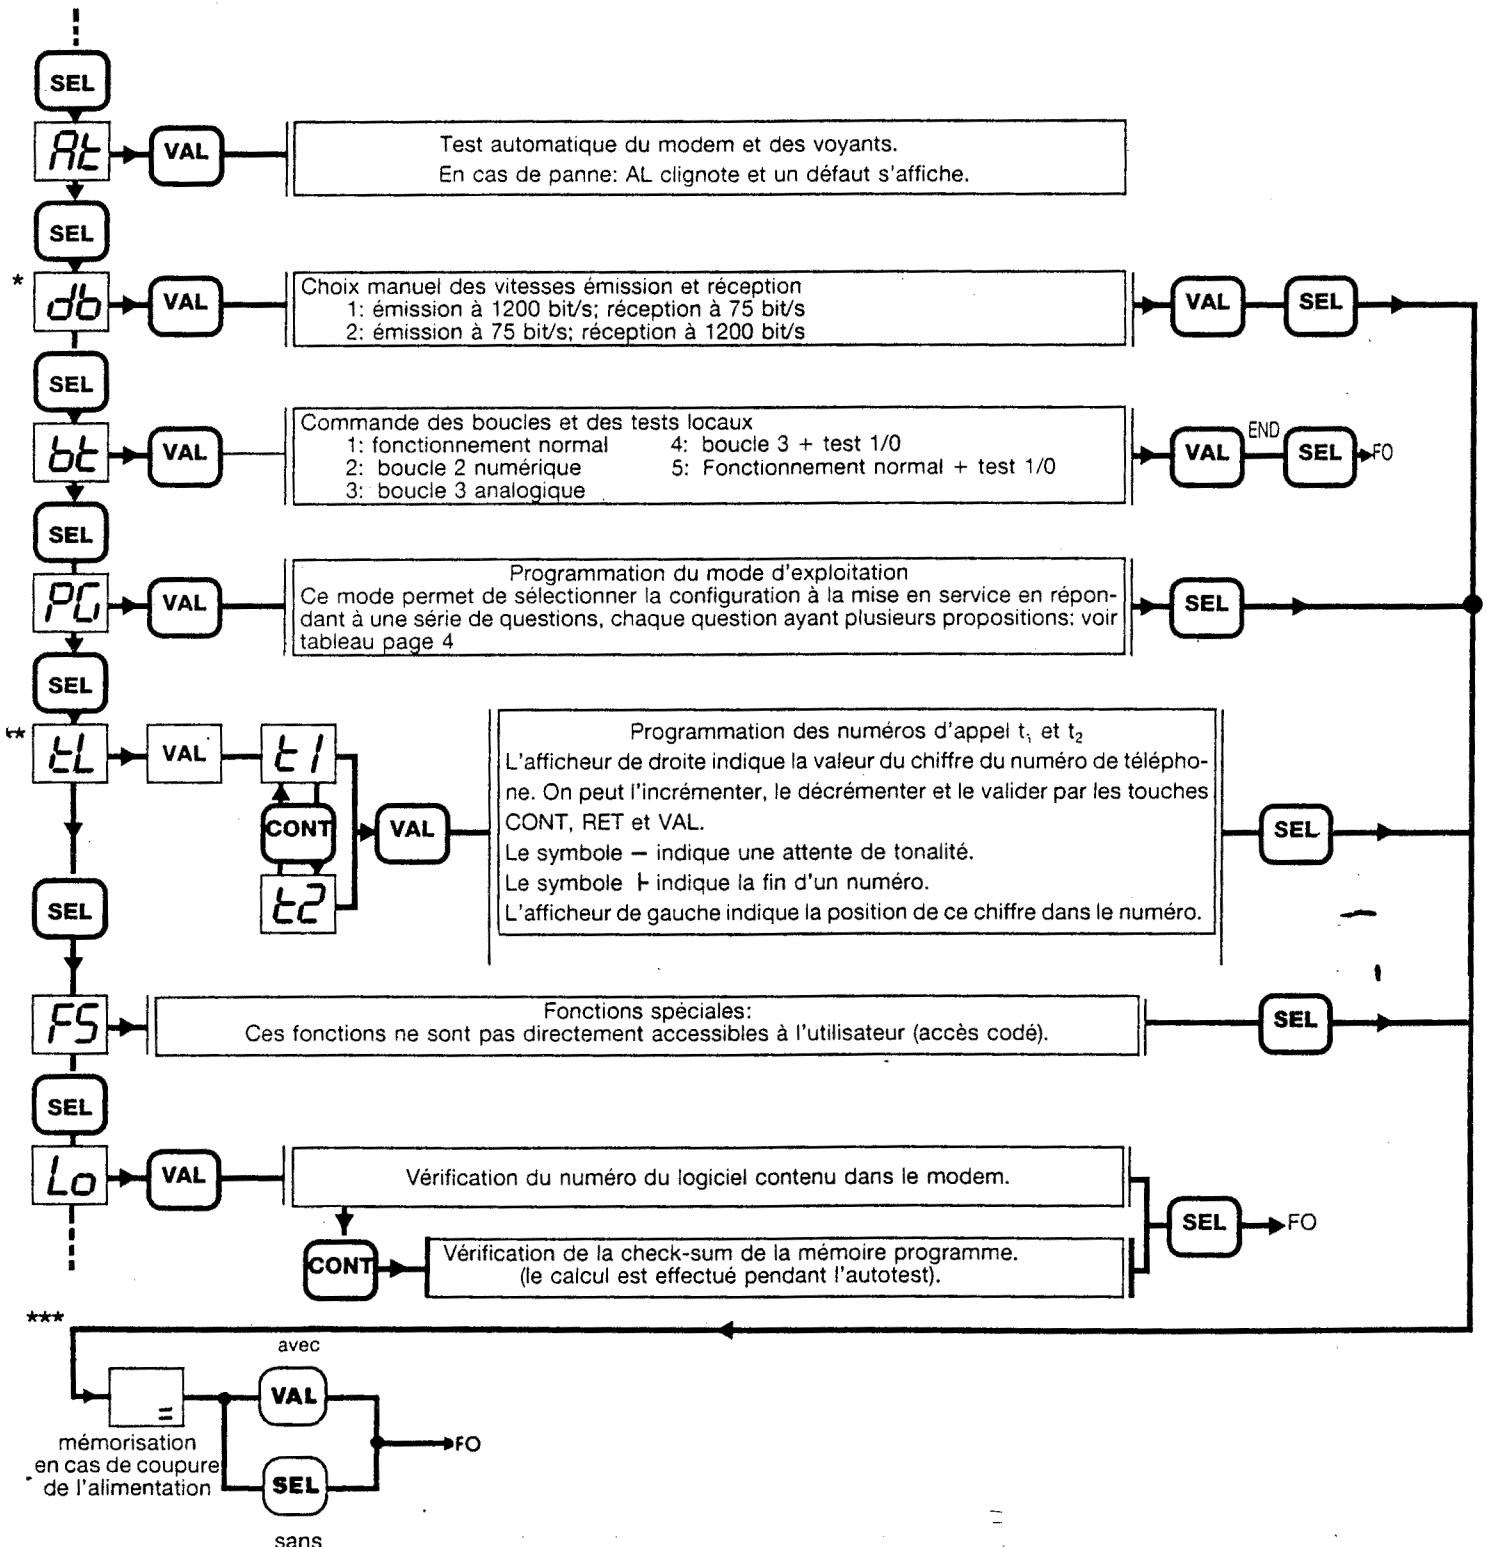 SEL
At
VAL
Test automatique du modem et des voyants.
En cas de panne: AL clignote et un défaut s'affiche.
SEL
*
db
VAL
Choix manuel des vitesses émission et réception
1: émission à 1200 bit/s; réception à 75 bit/s
2: émission à 75 bit/s; réception à 1200 bit/s
VAL
SEL
SEL
bt
VAL
Commande des boucles et des tests locaux
1: fonctionnement normal
2: boucle 2 numérique
3: boucle 3 analogique
4: boucle 3 + test 1/0
5: Fonctionnement normal + test 1/0
VAL
END
SEL
FO
SEL
PG
VAL
Programmation du mode d'exploitation
Ce mode permet de sélectionner la configuration à la mise en service en répon-
dant à une série de questions, chaque question ayant plusieurs propositions: voir
tableau page 4
SEL
SEL
**
tL
VAL
t1
CONT
t2
VAL
Programmation des numéros d'appel t₁ et t₂
L'afficheur de droite indique la valeur du chiffre du numéro de télépho-
ne. On peut l'incrémenter, le décrémenter et le valider par les touches
CONT, RET et VAL.
Le symbole — indique une attente de tonalité.
Le symbole ⊢ indique la fin d'un numéro.
L'afficheur de gauche indique la position de ce chiffre dans le numéro.
SEL
SEL
FS
Fonctions spéciales:
Ces fonctions ne sont pas directement accessibles à l'utilisateur (accès codé).
SEL
SEL
Lo
VAL
Vérification du numéro du logiciel contenu dans le modem.
CONT
Vérification de la check-sum de la mémoire programme.
(le calcul est effectué pendant l'autotest).
SEL
FO
***
avec
=
VAL
mémorisation
en cas de coupure
de l'alimentation
FO
SEL
sans